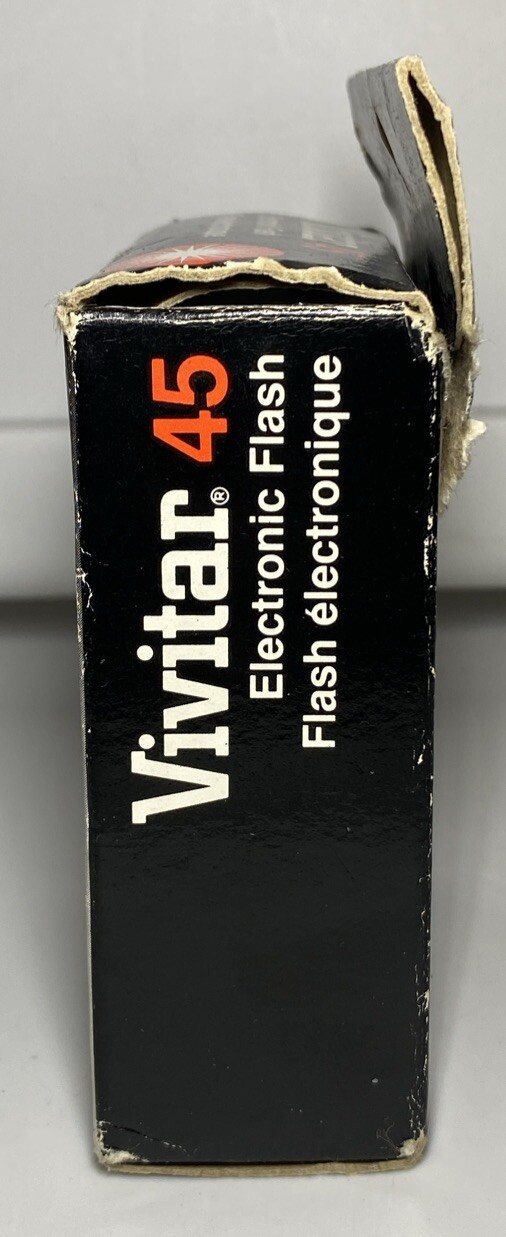 Vivitar® 45
Electronic Flash
Flash électronique